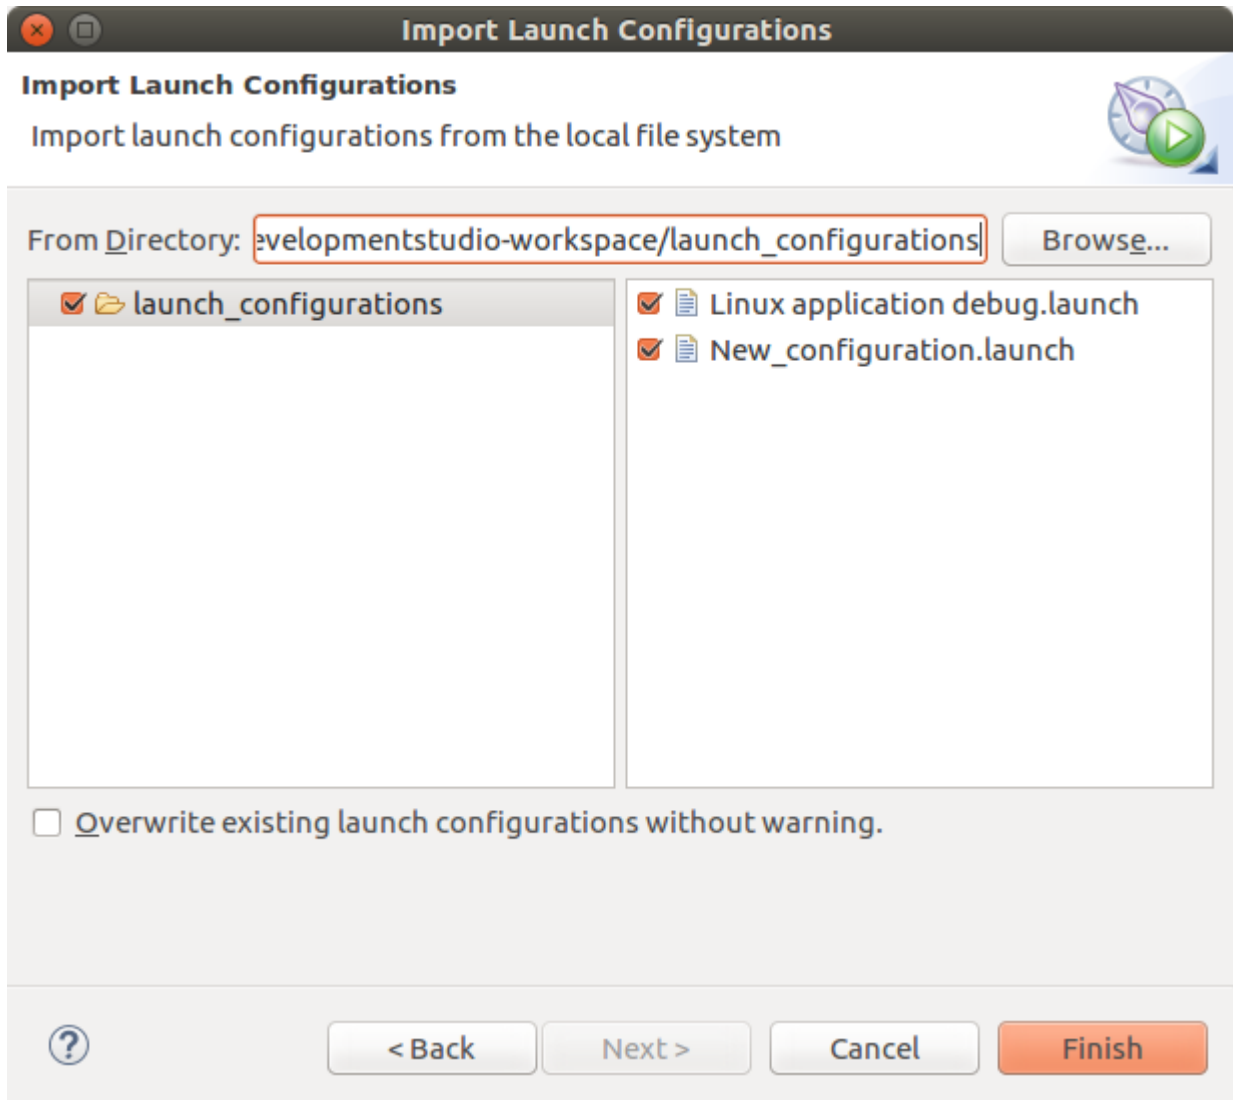 Import Launch Configurations
Import Launch Configurations
Import launch configurations from the local file system
From Directory: evelopmentstudio-workspace/launch_configurations Browse...
launch_configurations
Linux application debug.launch
New_configuration.launch
Overwrite existing launch configurations without warning.
? < Back Next > Cancel Finish